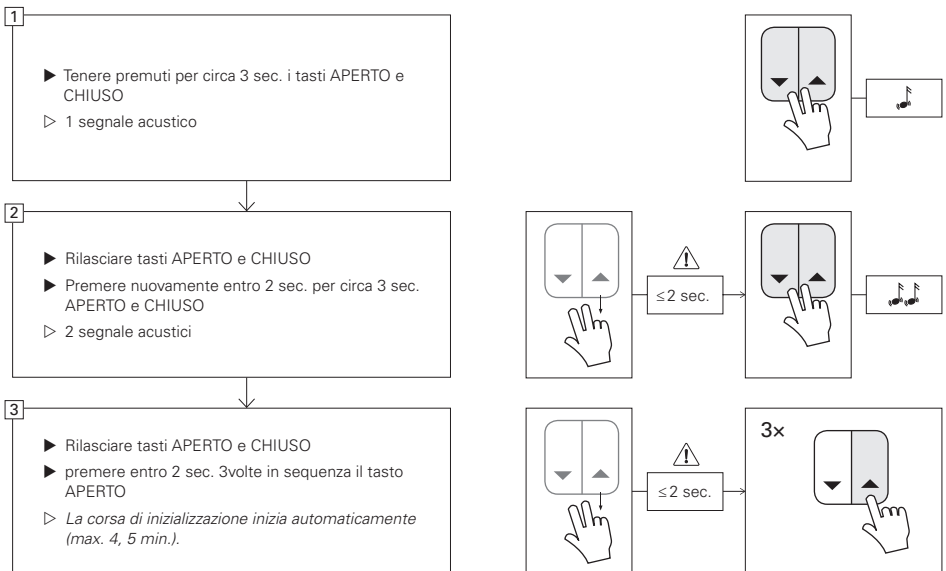 1
▶ Tenere premuti per circa 3 sec. i tasti APERTO e
CHIUSO
▷ 1 segnale acustico
2
▶ Rilasciare tasti APERTO e CHIUSO
▶ Premere nuovamente entro 2 sec. per circa 3 sec.
APERTO e CHIUSO
▷ 2 segnale acustici
≤2 sec.
3
▶ Rilasciare tasti APERTO e CHIUSO
▶ premere entro 2 sec. 3volte in sequenza il tasto
APERTO
▷ La corsa di inizializzazione inizia automaticamente
(max. 4, 5 min.).
≤2 sec.
3×